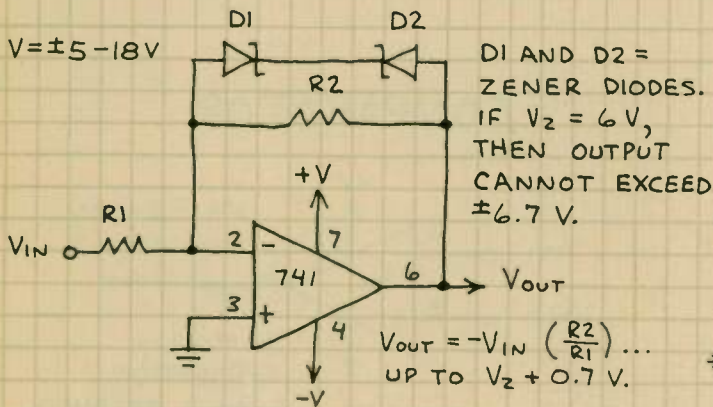 V = ±5-18 V
D1
D2
R2
D1 AND D2 =
ZENER DIODES.
IF VZ = 6 V,
THEN OUTPUT
CANNOT EXCEED
±6.7 V.
+V
R1
VIN
2
-
7
741
6
VOUT
3
+
4
-V
VOUT = -VIN (R2/R1) ...
UP TO VZ + 0.7 V.